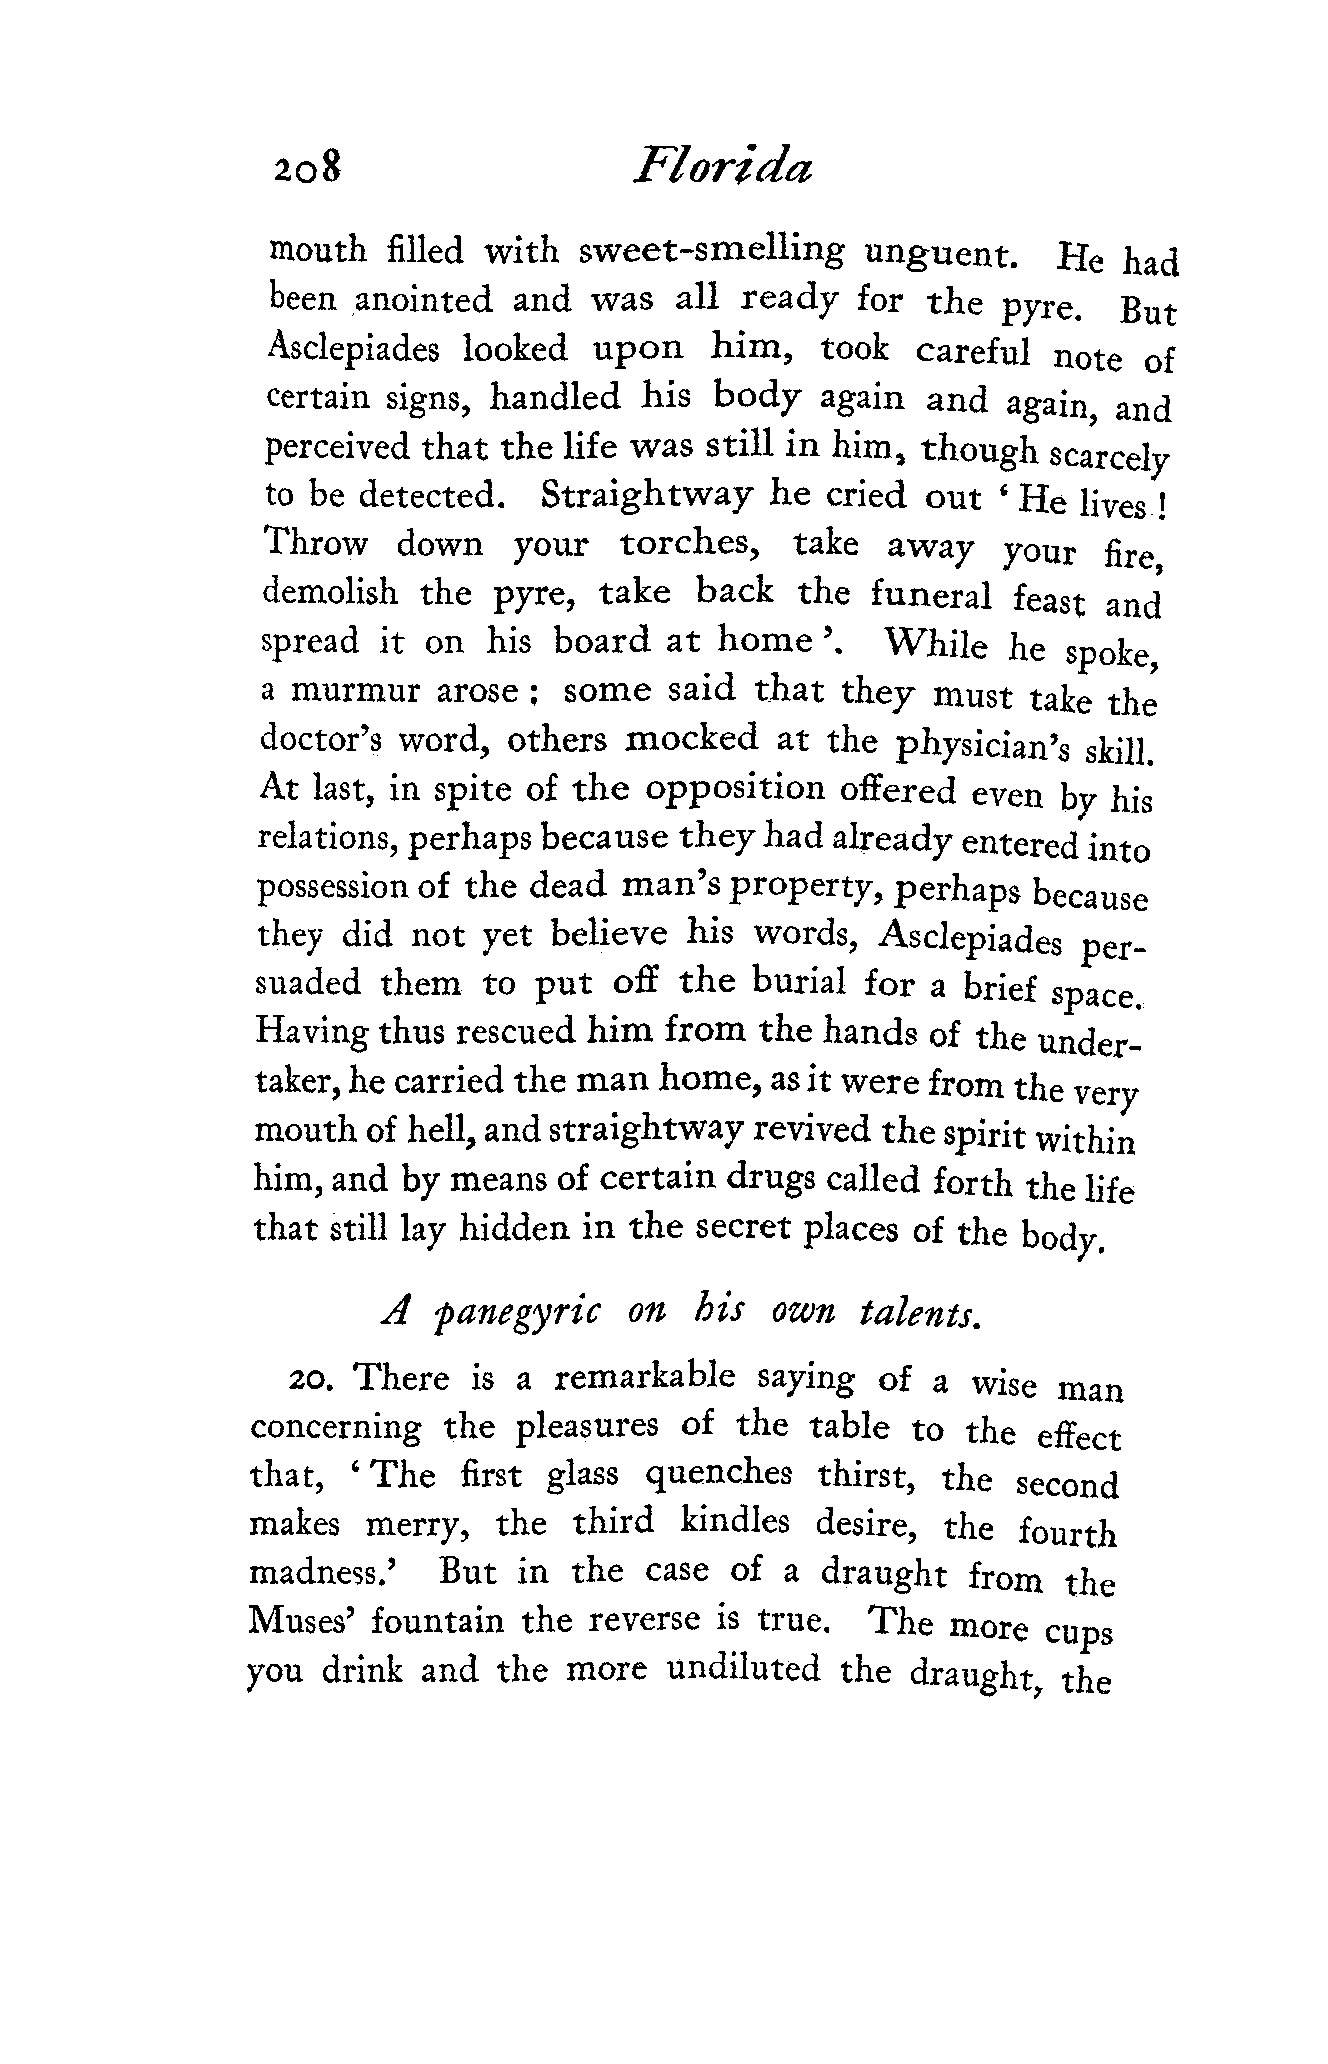 208 Florida
mouth filled with sweet-smelling unguent. He had
been anointed and was all ready for the pyre. But
Asclepiades looked upon him, took careful note of
certain signs, handled his body again and again, and
perceived that the life was still in him, though scarcely
to be detected. Straightway he cried out ‘ He lives !
Throw down your torches, take away your fire,
demolish the pyre, take back the funeral feast and
spread it on his board at home ’. While he spoke,
a murmur arose ; some said that they must take the
doctor’s word, others mocked at the physician’s skill.
At last, in spite of the opposition offered even by his
relations, perhaps because they had already entered into
possession of the dead man’s property, perhaps because
they did not yet believe his words, Asclepiades per-
suaded them to put off the burial for a brief space.
Having thus rescued him from the hands of the under-
taker, he carried the man home, as it were from the very
mouth of hell, and straightway revived the spirit within
him, and by means of certain drugs called forth the life
that still lay hidden in the secret places of the body.
A panegyric on his own talents.
20. There is a remarkable saying of a wise man
concerning the pleasures of the table to the effect
that, ‘ The first glass quenches thirst, the second
makes merry, the third kindles desire, the fourth
madness.’ But in the case of a draught from the
Muses’ fountain the reverse is true. The more cups
you drink and the more undiluted the draught, the